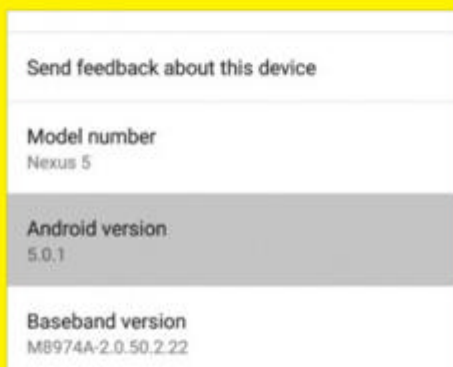 Send feedback about this device
Model number
Nexus 5
Android version
5.0.1
Baseband version
M8974A-2.0.50.2.22